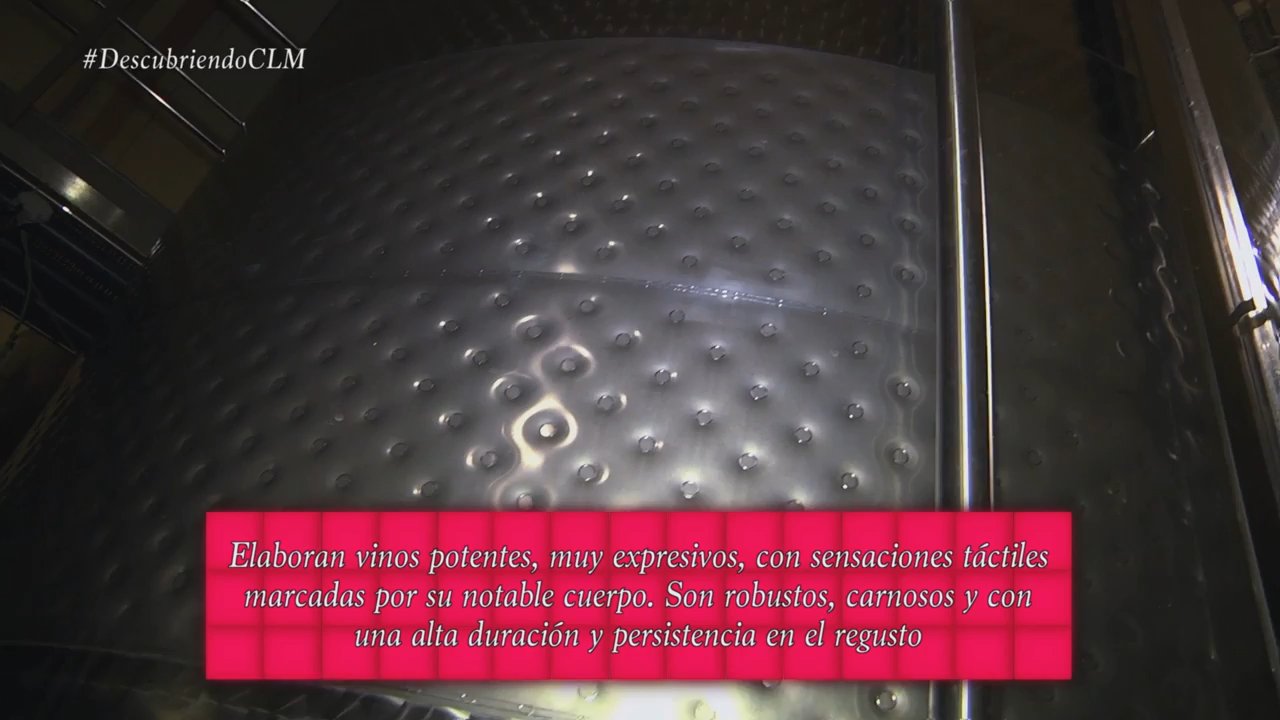 #DescubriendoCLM
Elaboran vinos potentes, muy expresivos, con sensaciones táctiles
marcadas por su notable cuerpo. Son robustos, carnosos y con
una alta duración y persistencia en el regusto